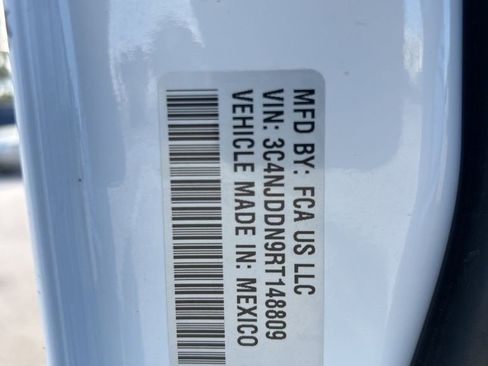 MFD BY: FCA US LLC
VIN: 3C4NJDDN9RT148809
VEHICLE MADE IN: MEXICO